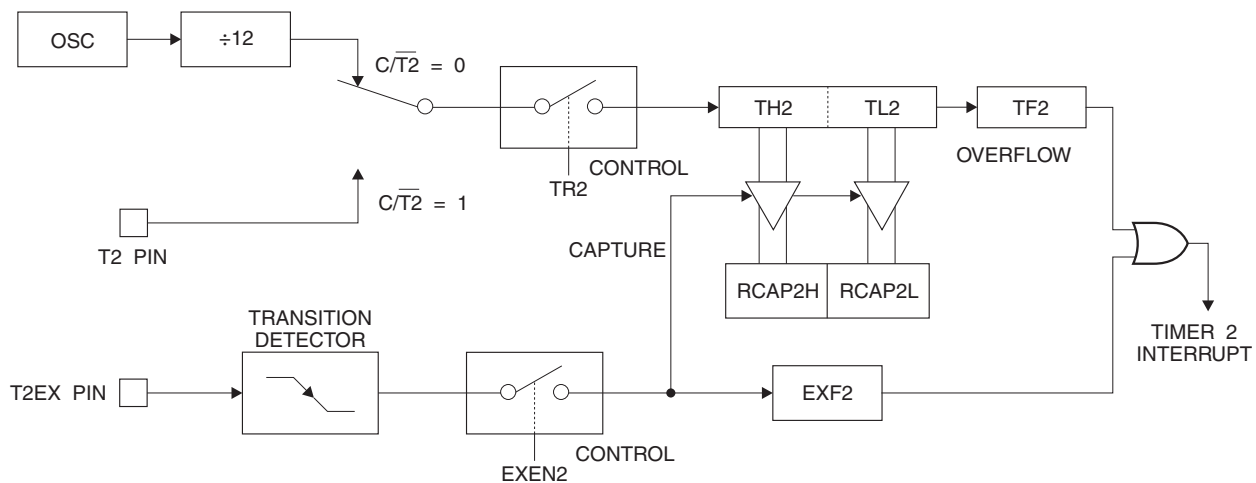 OSC
÷12
C/T2̅ = 0
TH2
TL2
TF2
OVERFLOW
CONTROL
TR2
C/T2̅ = 1
T2 PIN
CAPTURE
RCAP2H
RCAP2L
TRANSITION
DETECTOR
TIMER 2
INTERRUPT
T2EX PIN
EXF2
CONTROL
EXEN2